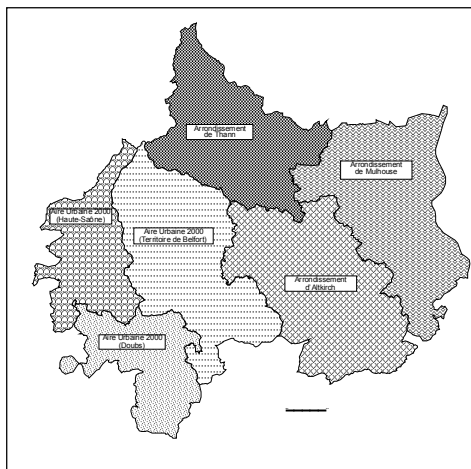 Arrondissement
de Thann
Arrondissement
de Mulhouse
Aire Urbaine 2000
(Haute-Saône)
Aire Urbaine 2000
(Territoire de Belfort)
Arrondissement
d'Altkirch
Aire Urbaine 2000
(Doubs)